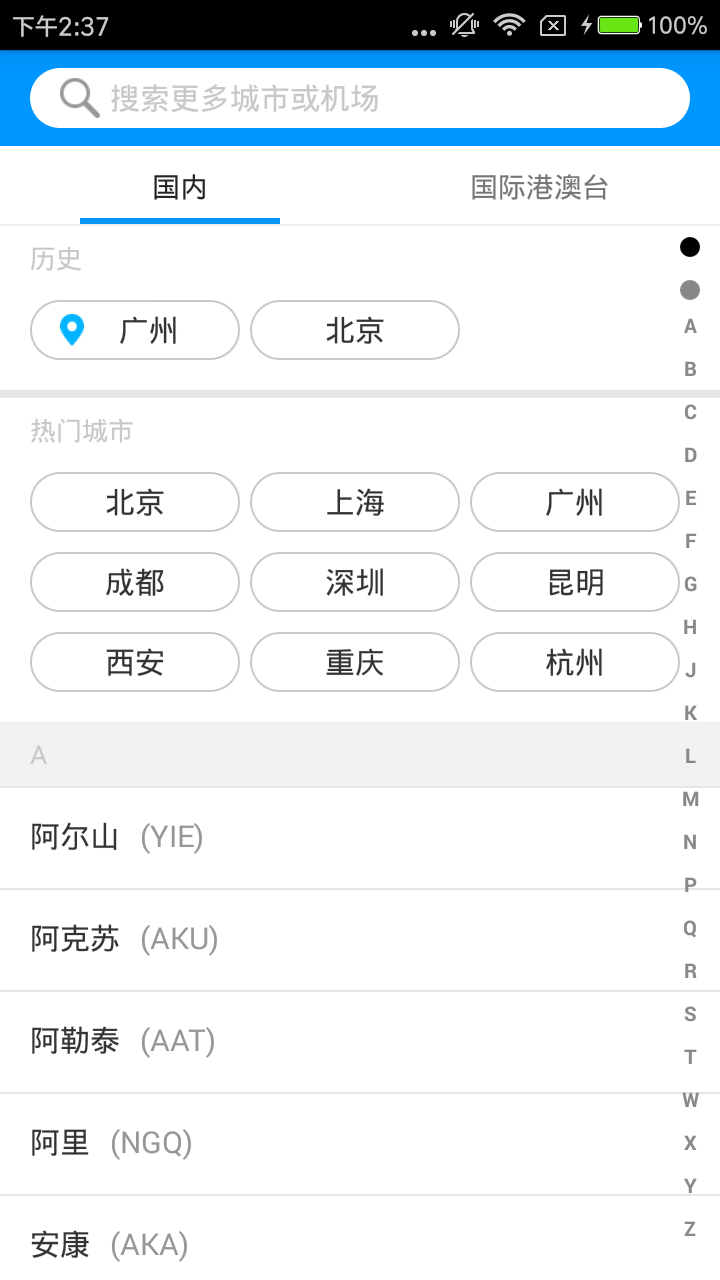 下午2:37 100%
搜索更多城市或机场
国内 国际港澳台
历史
广州 北京
热门城市
北京 上海 广州
成都 深圳 昆明
西安 重庆 杭州
A
阿尔山 (YIE)
阿克苏 (AKU)
阿勒泰 (AAT)
阿里 (NGQ)
安康 (AKA)
A
B
C
D
E
F
G
H
J
K
L
M
N
P
Q
R
S
T
W
X
Y
Z